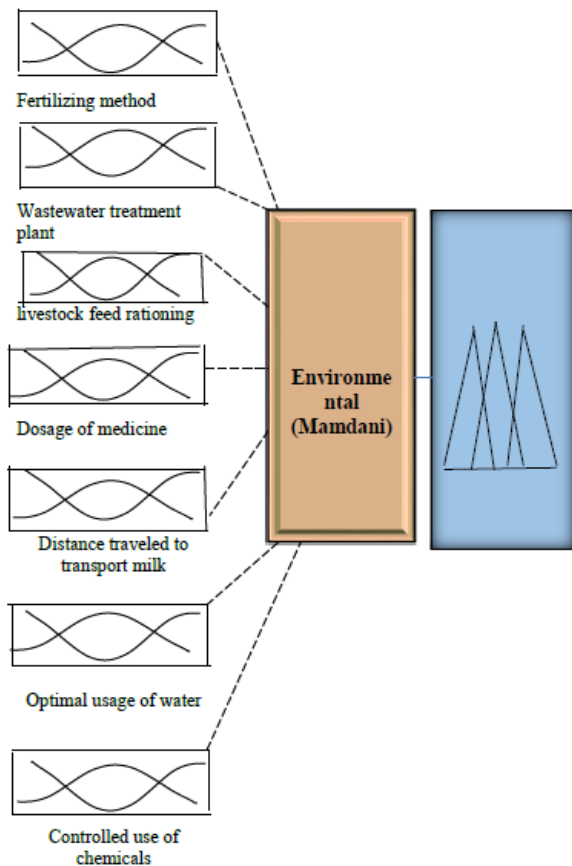 Fertilizing method
Wastewater treatment
plant
livestock feed rationing
Dosage of medicine
Distance traveled to
transport milk
Optimal usage of water
Controlled use of
chemicals
Environme
ntal
(Mamdani)